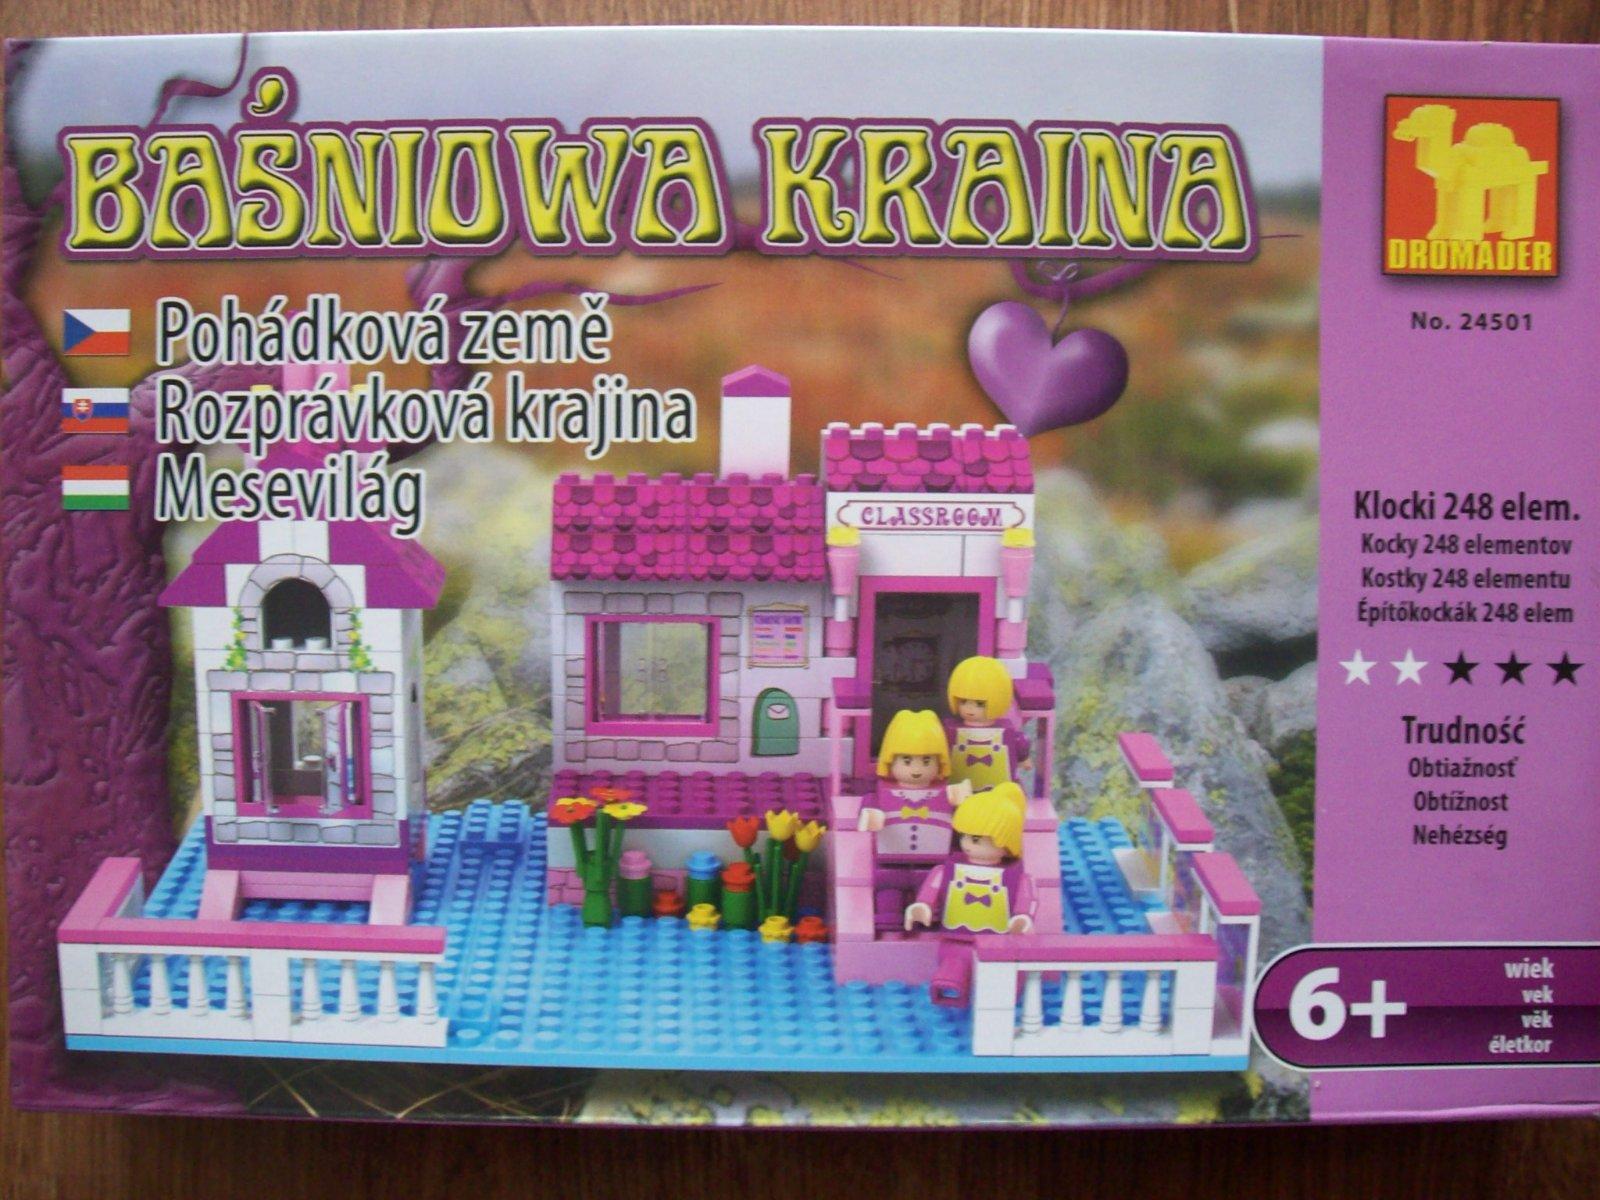 BAŚNIOWA KRAINA
Pohádková země
Rozprávková krajina
Mesevilág
CLASSROOM
DROMADER
No. 24501
Klocki 248 elem.
Kocky 248 elementov
Kostky 248 elementu
Építőkockák 248 elem
Trudność
Obtiažnosť
Obtížnost
Nehézség
6+
wiek
vek
věk
életkor